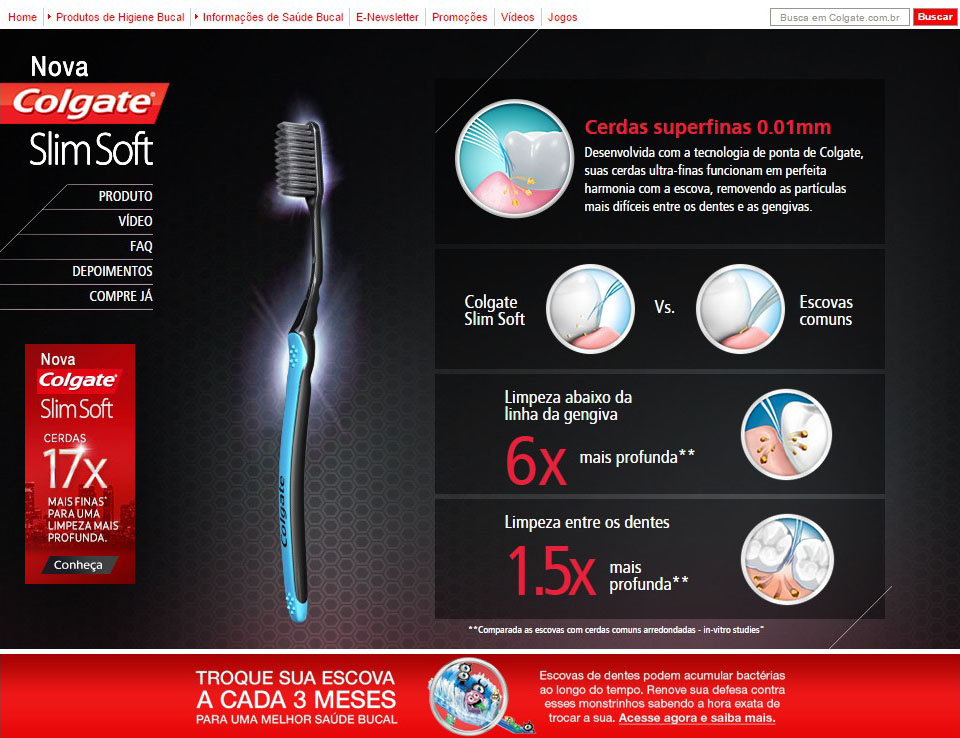 Home Produtos de Higiene Bucal Informações de Saúde Bucal E-Newsletter Promoções Vídeos Jogos Busca em Colgate.com.br Buscar
Nova
Colgate®
Slim Soft
PRODUTO
VÍDEO
FAQ
DEPOIMENTOS
COMPRE JÁ
Nova
Colgate®
Slim Soft
CERDAS
17x
MAIS FINAS*
PARA UMA
LIMPEZA MAIS
PROFUNDA.
Conheça
Colgate
Cerdas superfinas 0.01mm
Desenvolvida com a tecnologia de ponta de Colgate,
suas cerdas ultra-finas funcionam em perfeita
harmonia com a escova, removendo as partículas
mais difíceis entre os dentes e as gengivas.
Colgate
Slim Soft
Vs.
Escovas
comuns
Limpeza abaixo da
linha da gengiva
6x mais profunda**
Limpeza entre os dentes
1.5x mais
profunda**
**Comparada as escovas com cerdas comuns arredondadas - in-vitro studies"
TROQUE SUA ESCOVA
A CADA 3 MESES
PARA UMA MELHOR SAÚDE BUCAL
Escovas de dentes podem acumular bactérias
ao longo do tempo. Renove sua defesa contra
esses monstrinhos sabendo a hora exata de
trocar a sua. Acesse agora e saiba mais.